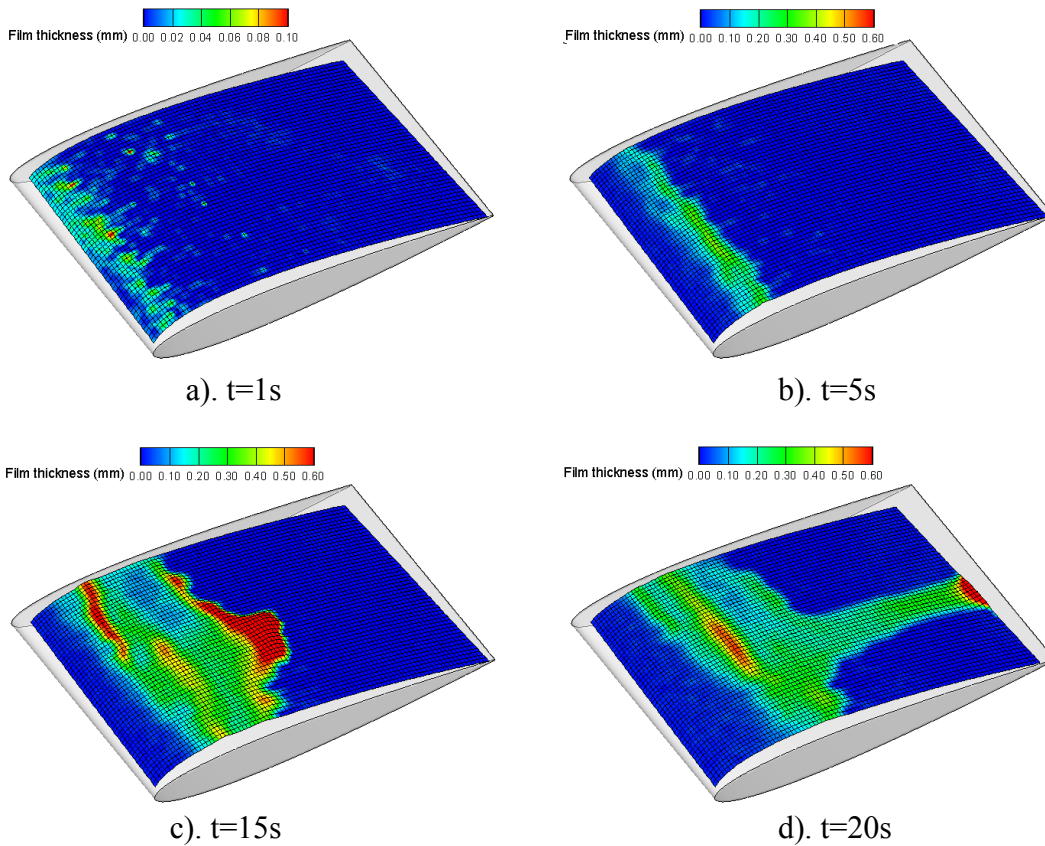 Film thickness (mm) 0.00 0.02 0.04 0.06 0.08 0.10
Film thickness (mm) 0.00 0.10 0.20 0.30 0.40 0.50 0.60
a). t=1s
b). t=5s
Film thickness (mm) 0.00 0.10 0.20 0.30 0.40 0.50 0.60
Film thickness (mm) 0.00 0.10 0.20 0.30 0.40 0.50 0.60
c). t=15s
d). t=20s